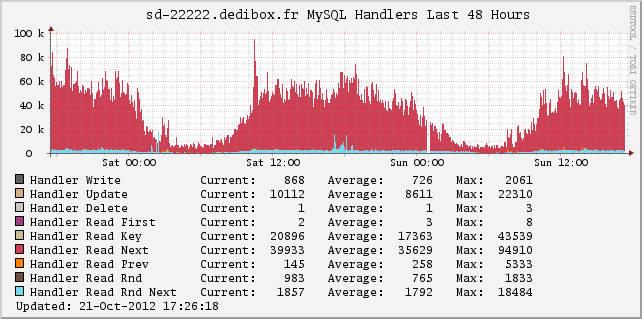 sd-22222.dedibox.fr MySQL Handlers Last 48 Hours
RRDTOOL / TOBI OETIKER
100 k
80 k
60 k
40 k
20 k
0
Sat 00:00 Sat 12:00 Sun 00:00 Sun 12:00
Handler Write Current: 868 Average: 726 Max: 2061
Handler Update Current: 10112 Average: 8611 Max: 22310
Handler Delete Current: 1 Average: 1 Max: 3
Handler Read First Current: 2 Average: 3 Max: 8
Handler Read Key Current: 20896 Average: 17363 Max: 43539
Handler Read Next Current: 39933 Average: 35629 Max: 94910
Handler Read Prev Current: 145 Average: 258 Max: 5333
Handler Read Rnd Current: 983 Average: 765 Max: 1833
Handler Read Rnd Next Current: 1857 Average: 1792 Max: 18484
Updated: 21-Oct-2012 17:26:18